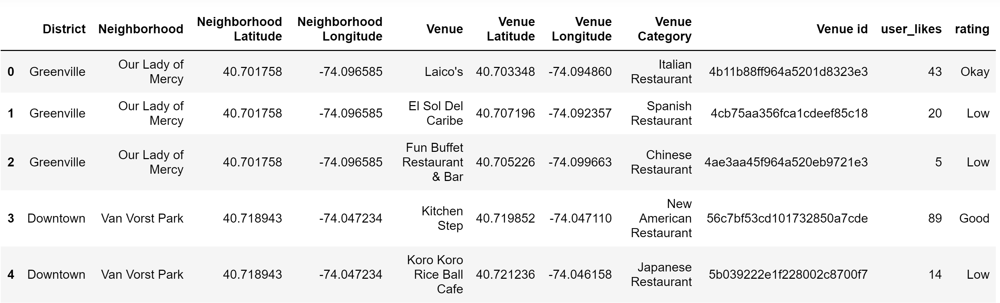 District Neighborhood Neighborhood Latitude Neighborhood Longitude Venue Venue Latitude Venue Longitude Venue Category Venue id user_likes rating
0 Greenville Our Lady of Mercy 40.701758 -74.096585 Laico's 40.703348 -74.094860 Italian Restaurant 4b11b88ff964a5201d8323e3 43 Okay
1 Greenville Our Lady of Mercy 40.701758 -74.096585 El Sol Del Caribe 40.707196 -74.092357 Spanish Restaurant 4cb75aa356fca1cdeef85c18 20 Low
2 Greenville Our Lady of Mercy 40.701758 -74.096585 Fun Buffet Restaurant & Bar 40.705226 -74.099663 Chinese Restaurant 4ae3aa45f964a520eb9721e3 5 Low
3 Downtown Van Vorst Park 40.718943 -74.047234 Kitchen Step 40.719852 -74.047110 New American Restaurant 56c7bf53cd101732850a7cde 89 Good
4 Downtown Van Vorst Park 40.718943 -74.047234 Koro Koro Rice Ball Cafe 40.721236 -74.046158 Japanese Restaurant 5b039222e1f228002c8700f7 14 Low